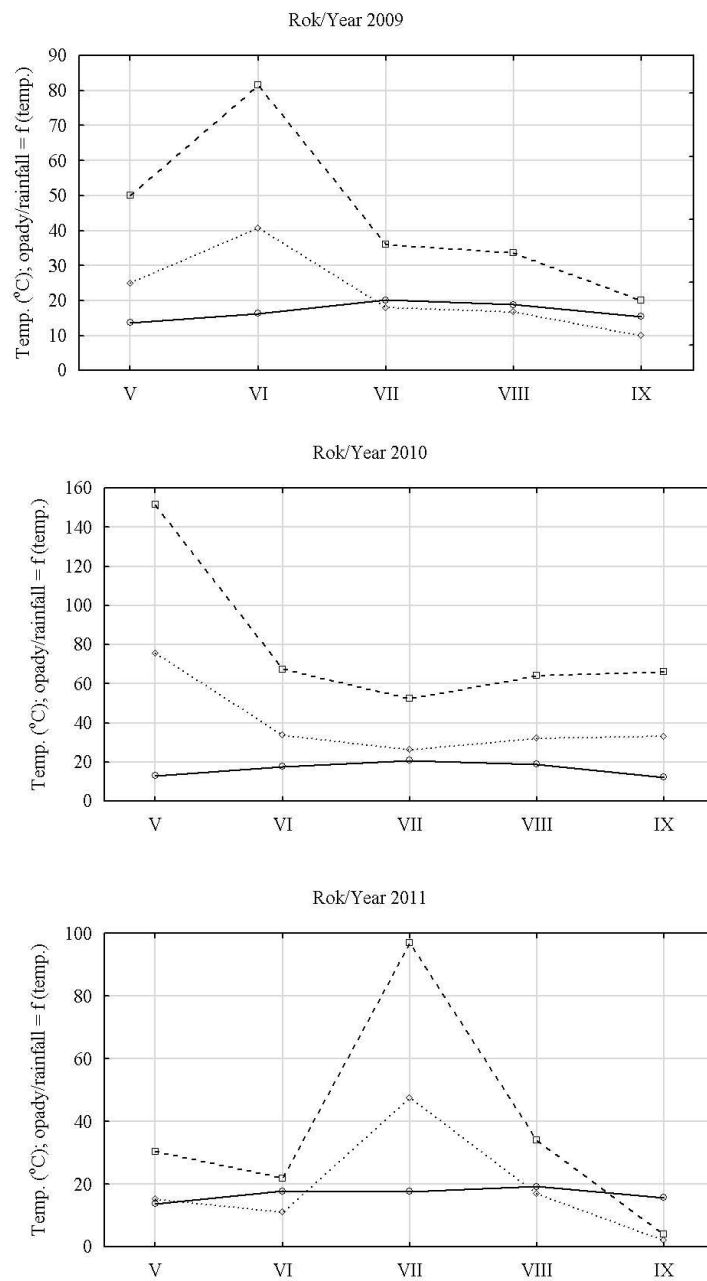 Rok/Year 2009
Temp. (°C); opady/rainfall = f (temp.)
90
80
70
60
50
40
30
20
10
0
V VI VII VIII IX
Rok/Year 2010
Temp. (°C); opady/rainfall = f (temp.)
160
140
120
100
80
60
40
20
0
V VI VII VIII IX
Rok/Year 2011
Temp. (°C); opady/rainfall = f (temp.)
100
80
60
40
20
0
V VI VII VIII IX